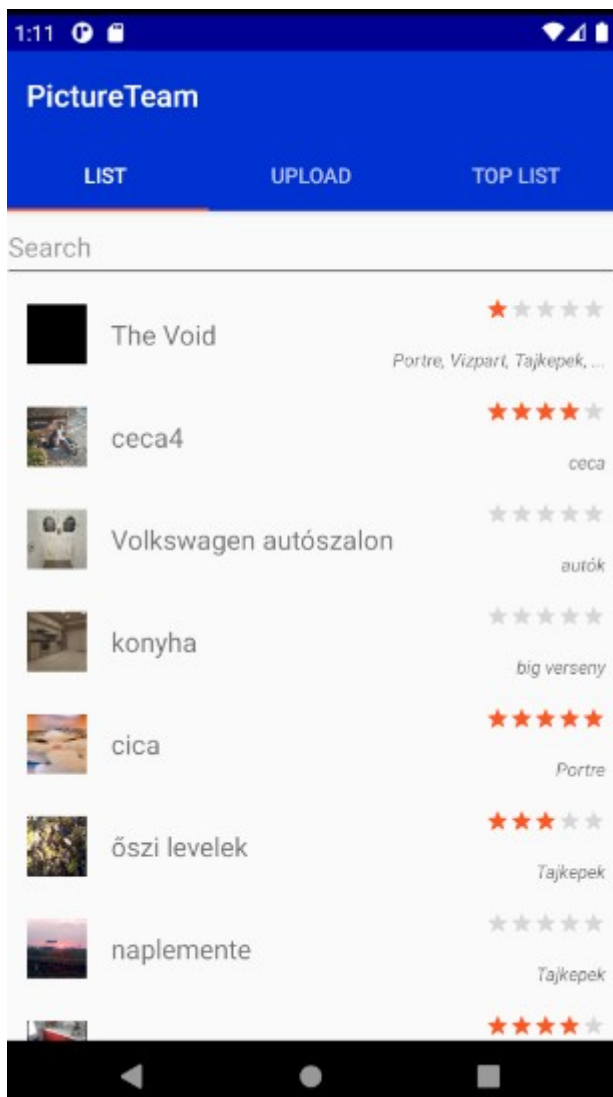 1:11
PictureTeam
LIST UPLOAD TOP LIST
Search
The Void
Portre, Vizpart, Tajkepek, ...
ceca4
ceca
Volkswagen autószalon
autók
konyha
big verseny
cica
Portre
őszi levelek
Tajkepek
naplemente
Tajkepek